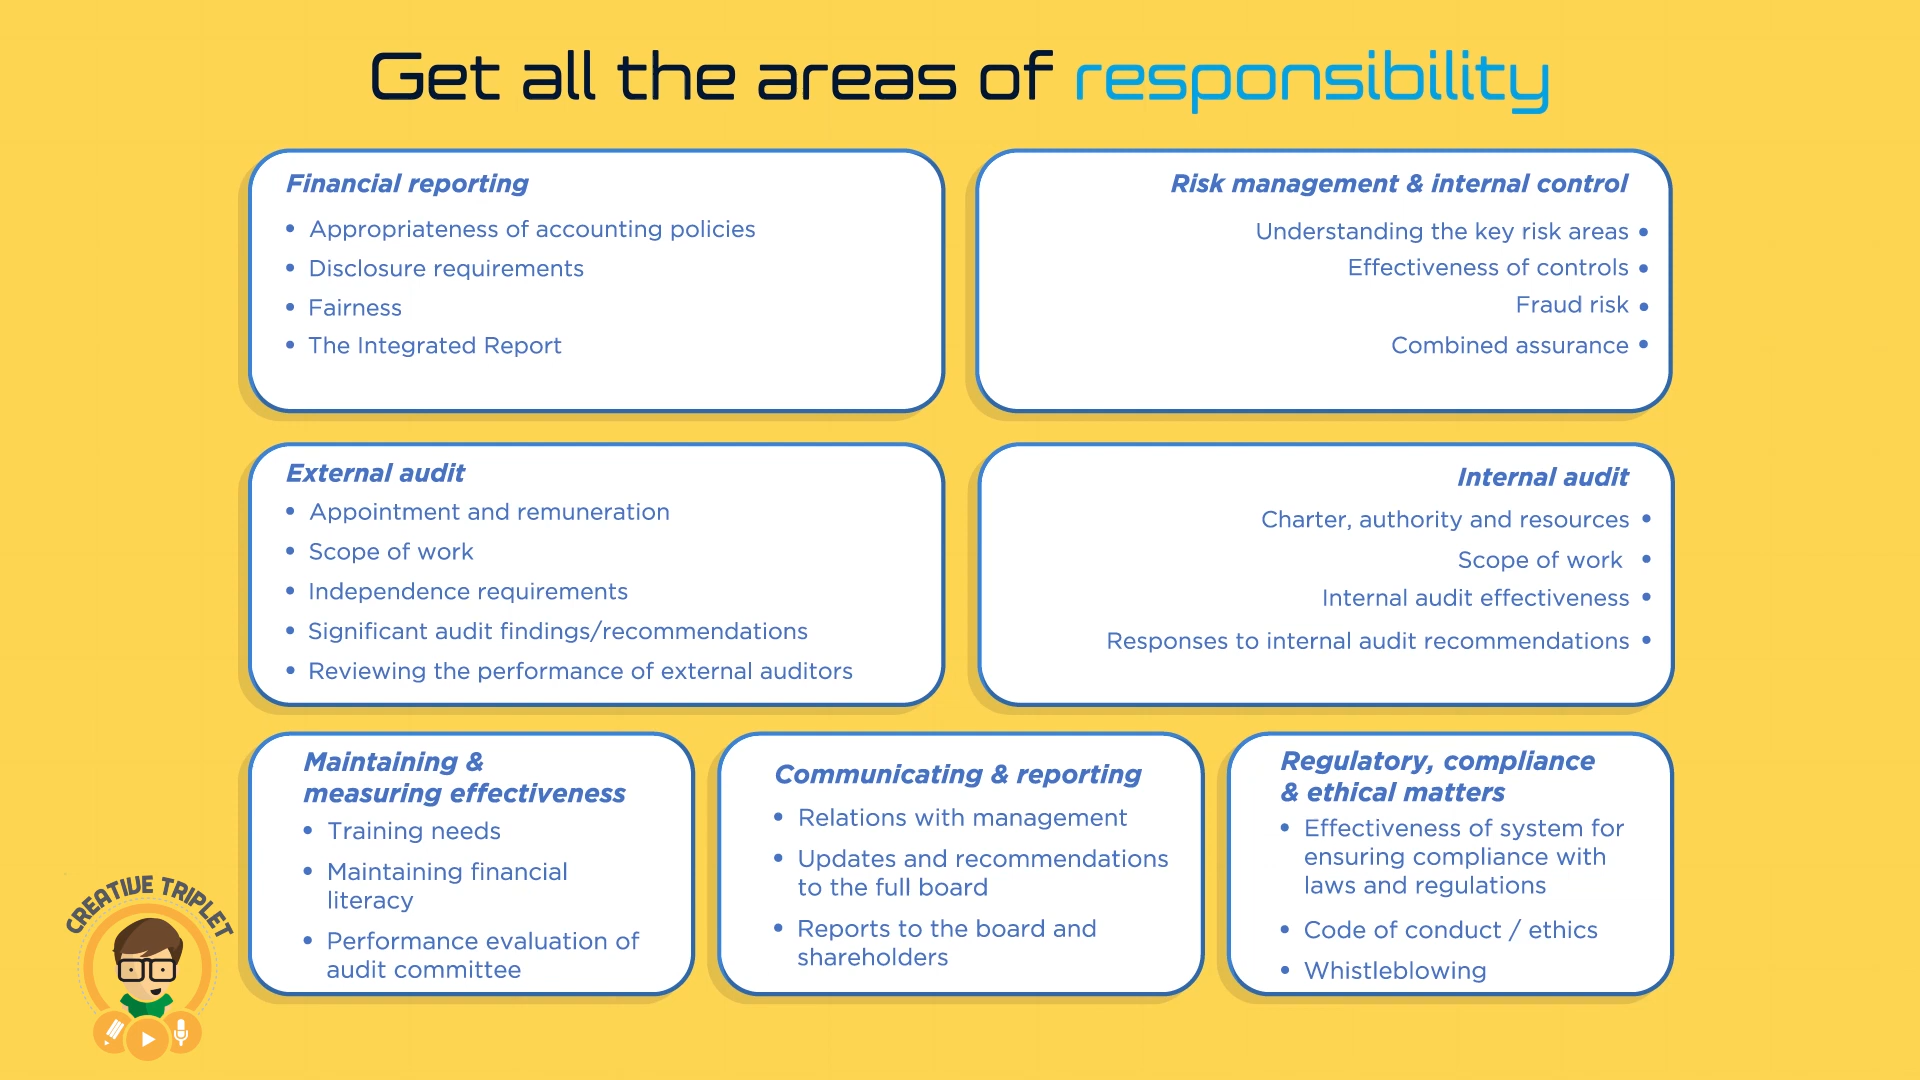 Get all the areas of responsibility
Financial reporting
• Appropriateness of accounting policies
• Disclosure requirements
• Fairness
• The Integrated Report
Risk management & internal control
Understanding the key risk areas •
Effectiveness of controls •
Fraud risk •
Combined assurance •
External audit
• Appointment and remuneration
• Scope of work
• Independence requirements
• Significant audit findings/recommendations
• Reviewing the performance of external auditors
Internal audit
Charter, authority and resources •
Scope of work •
Internal audit effectiveness •
Responses to internal audit recommendations •
Maintaining &
measuring effectiveness
• Training needs
• Maintaining financial
literacy
• Performance evaluation of
audit committee
Communicating & reporting
• Relations with management
• Updates and recommendations
to the full board
• Reports to the board and
shareholders
Regulatory, compliance
& ethical matters
• Effectiveness of system for
ensuring compliance with
laws and regulations
• Code of conduct / ethics
• Whistleblowing
CREATIVE TRIPLET